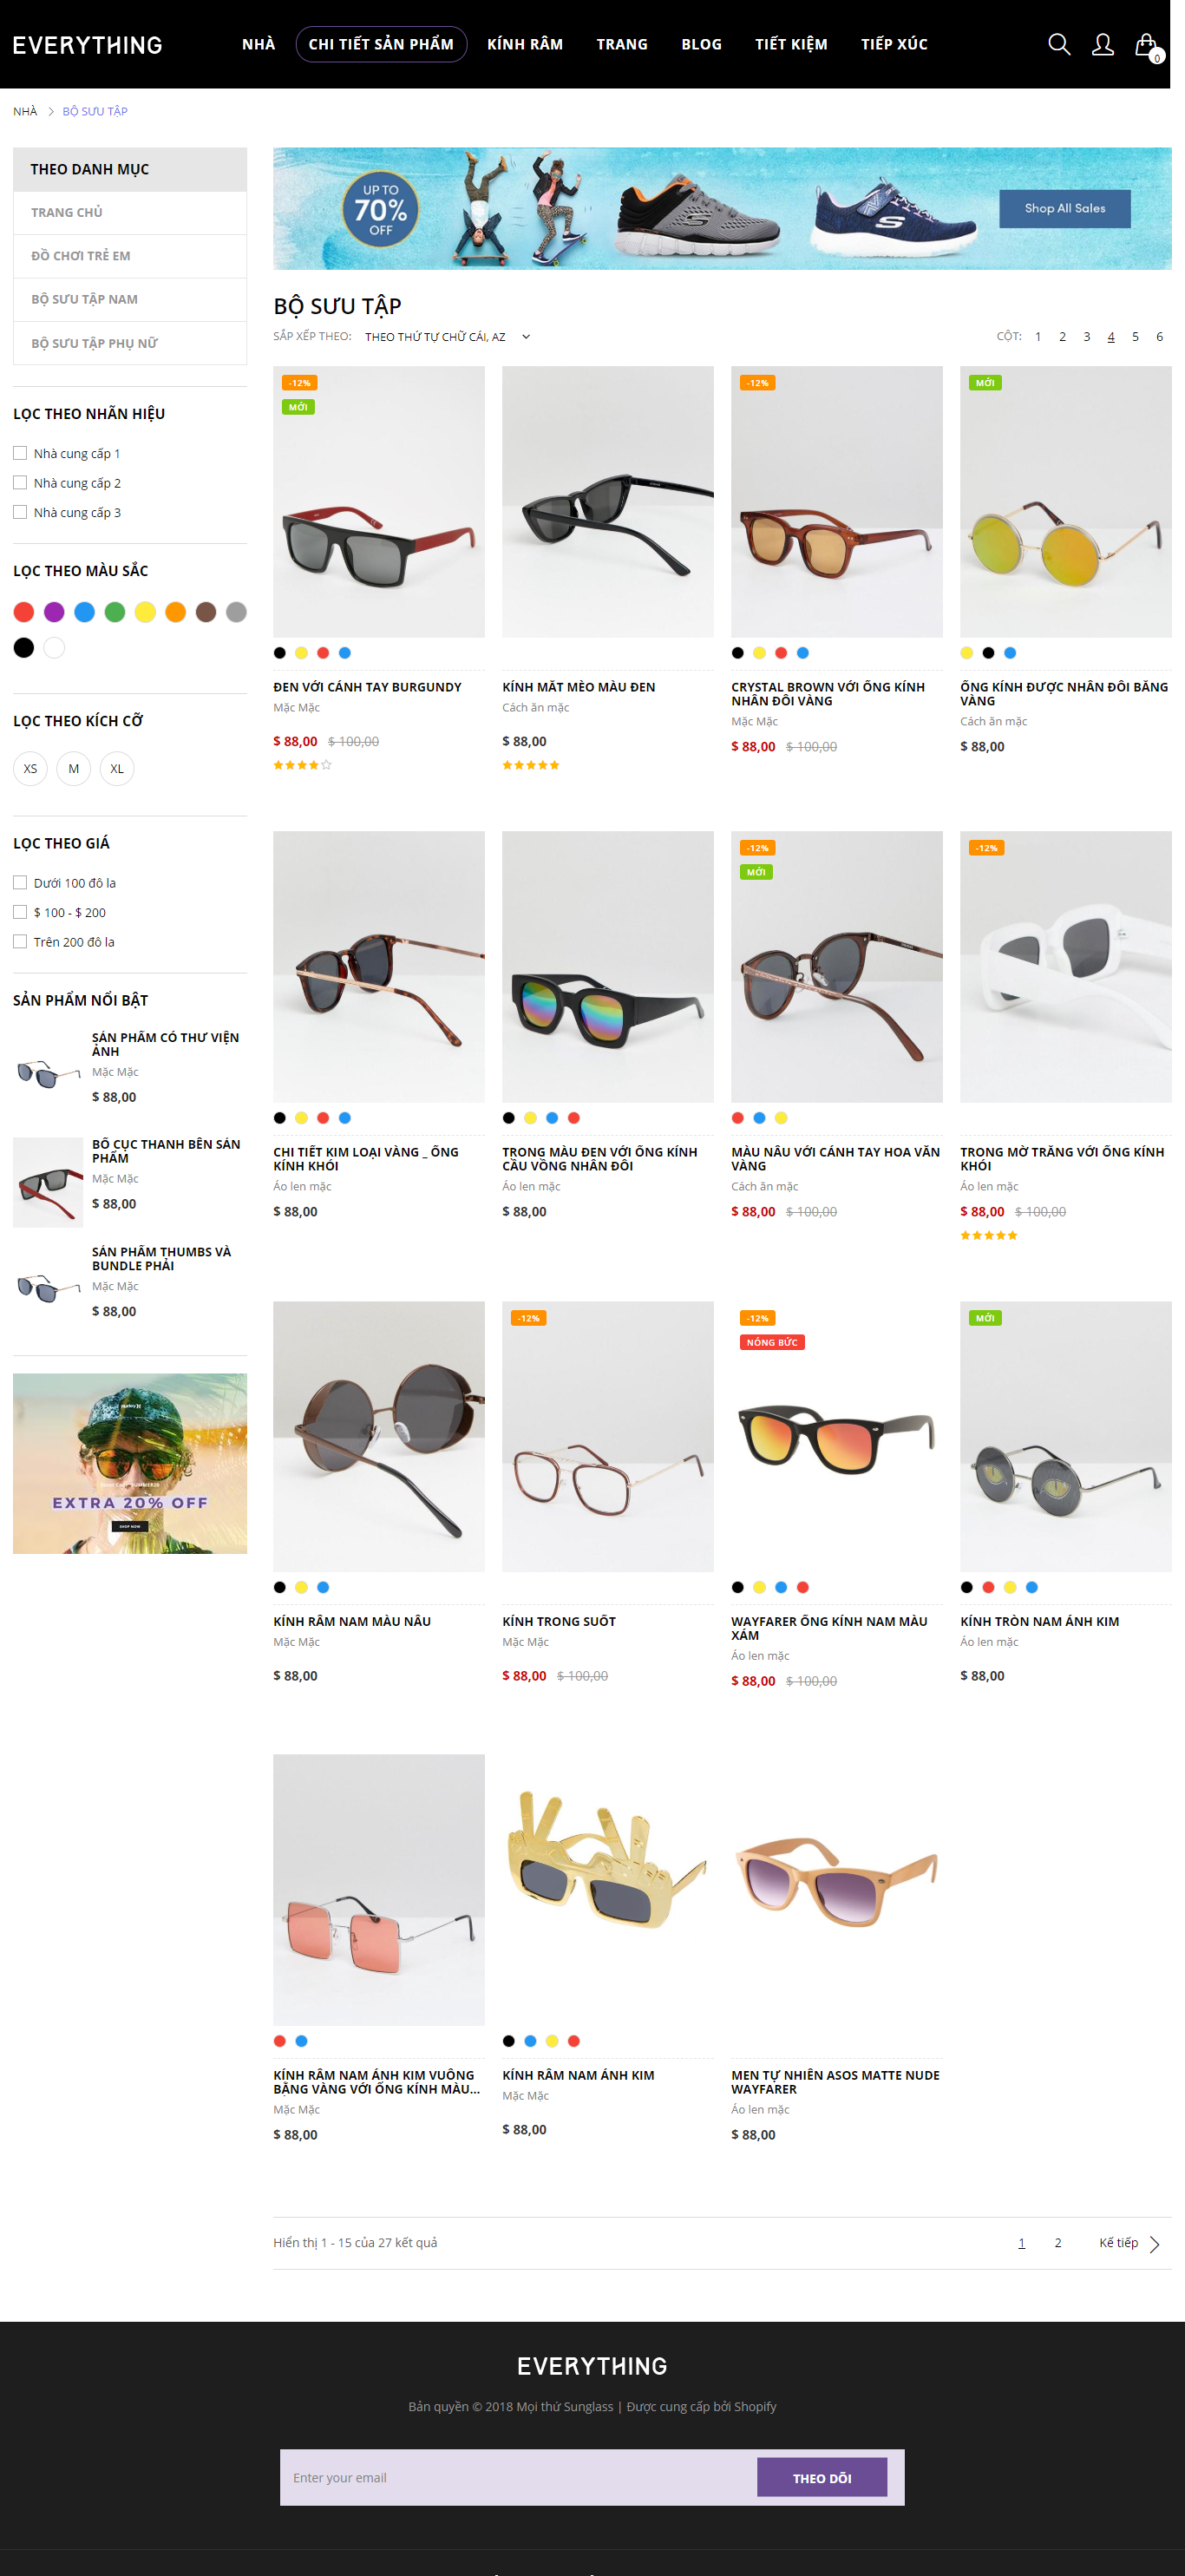 EVERYTHING
NHÀ CHI TIẾT SẢN PHẨM KÍNH RÂM TRANG BLOG TIẾT KIỆM TIẾP XÚC
0
NHÀ BỘ SƯU TẬP
THEO DANH MỤC
TRANG CHỦ
ĐỒ CHƠI TRẺ EM
BỘ SƯU TẬP NAM
BỘ SƯU TẬP PHỤ NỮ
LỌC THEO NHÃN HIỆU
Nhà cung cấp 1
Nhà cung cấp 2
Nhà cung cấp 3
LỌC THEO MÀU SẮC
LỌC THEO KÍCH CỠ
XS M XL
LỌC THEO GIÁ
Dưới 100 đô la
$ 100 - $ 200
Trên 200 đô la
SẢN PHẨM NỔI BẬT
SẢN PHẨM CÓ THƯ VIỆN
ẢNH
Mặc Mặc
$ 88,00
BỐ CỤC THANH BÊN SẢN
PHẨM
Mặc Mặc
$ 88,00
SẢN PHẨM THUMBS VÀ
BUNDLE PHẢI
Mặc Mặc
$ 88,00
EXTRA 20% OFF
SHOP NOW
UP TO
70%
OFF
Shop All Sales
BỘ SƯU TẬP
SẮP XẾP THEO: THEO THỨ TỰ CHỮ CÁI, AZ
CỘT: 1 2 3 4 5 6
-12%
MỚI
-12%
MỚI
ĐEN VỚI CÁNH TAY BURGUNDY
Mặc Mặc
$ 88,00 $ 100,00
KÍNH MẮT MÈO MÀU ĐEN
Cách ăn mặc
$ 88,00
CRYSTAL BROWN VỚI ỐNG KÍNH
NHÂN ĐÔI VÀNG
Mặc Mặc
$ 88,00 $ 100,00
ỐNG KÍNH ĐƯỢC NHÂN ĐÔI BẰNG
VÀNG
Cách ăn mặc
$ 88,00
-12%
MỚI
-12%
CHI TIẾT KIM LOẠI VÀNG _ ỐNG
KÍNH KHÓI
Áo len mặc
$ 88,00
TRONG MÀU ĐEN VỚI ỐNG KÍNH
CẦU VỒNG NHÂN ĐÔI
Áo len mặc
$ 88,00
MÀU NÂU VỚI CÁNH TAY HOA VĂN
VÀNG
Cách ăn mặc
$ 88,00 $ 100,00
TRONG MỜ TRẮNG VỚI ỐNG KÍNH
KHÓI
Áo len mặc
$ 88,00 $ 100,00
-12%
-12%
NÓNG BỨC
MỚI
KÍNH RÂM NAM MÀU NÂU
Mặc Mặc
$ 88,00
KÍNH TRONG SUỐT
Mặc Mặc
$ 88,00 $ 100,00
WAYFARER ỐNG KÍNH NAM MÀU
XÁM
Áo len mặc
$ 88,00 $ 100,00
KÍNH TRÒN NAM ÁNH KIM
Áo len mặc
$ 88,00
KÍNH RÂM NAM ÁNH KIM VUÔNG
BẰNG VÀNG VỚI ỐNG KÍNH MÀU...
Mặc Mặc
$ 88,00
KÍNH RÂM NAM ÁNH KIM
Mặc Mặc
$ 88,00
MEN TỰ NHIÊN ASOS MATTE NUDE
WAYFARER
Áo len mặc
$ 88,00
Hiển thị 1 - 15 của 27 kết quả
1 2 Kế tiếp
EVERYTHING
Bản quyền © 2018 Mọi thứ Sunglass | Được cung cấp bởi Shopify
Enter your email
THEO DÕI